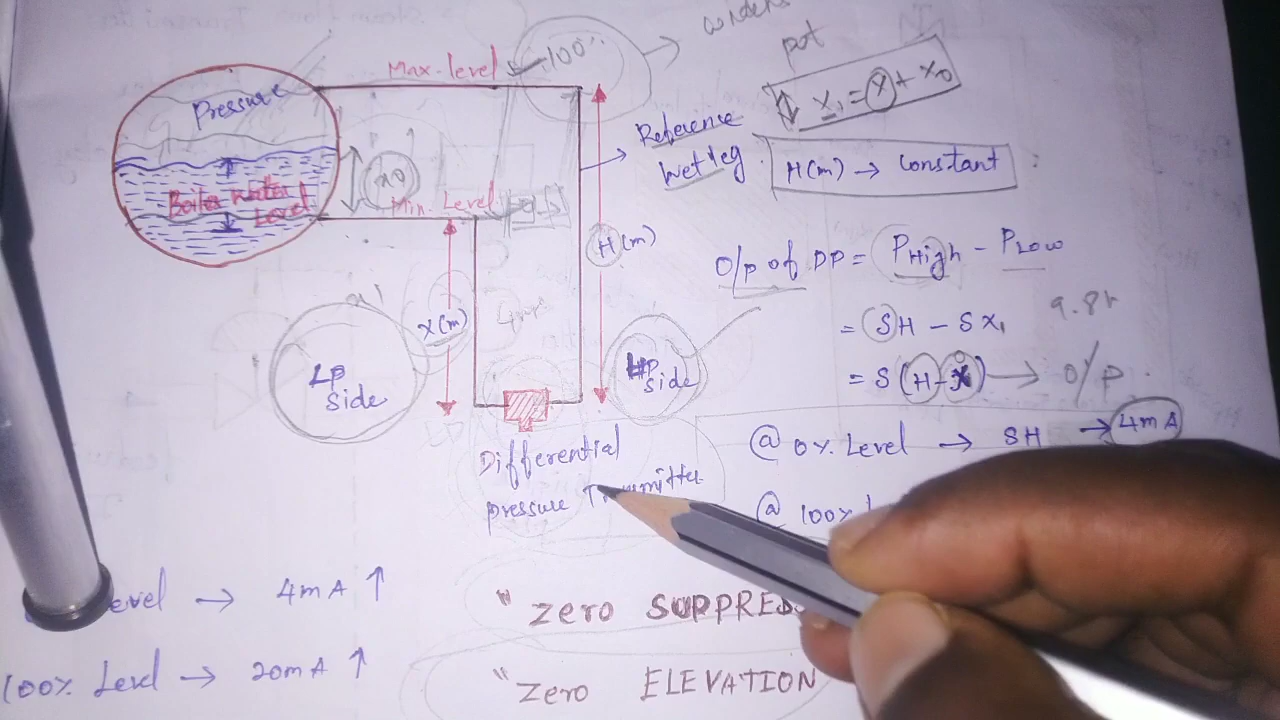 Max-level
100%
pot
Pressure
x₁ = x + x₀
Reference
wet leg
H(m) → constant
Boiler water
Level
x0
Min. Level
H(m)
O/p of DP = PHigh - PLow
X(m)
= SH - SX₁
9.81
LP
side
HP
side
= S(H-X) → O/P
Differential
pressure Transmitter
@ 0% Level → SH → 4mA
@ 100%
evel → 4mA ↑
"Zero SUPPRES
100% Level → 20mA ↑
"Zero ELEVATION